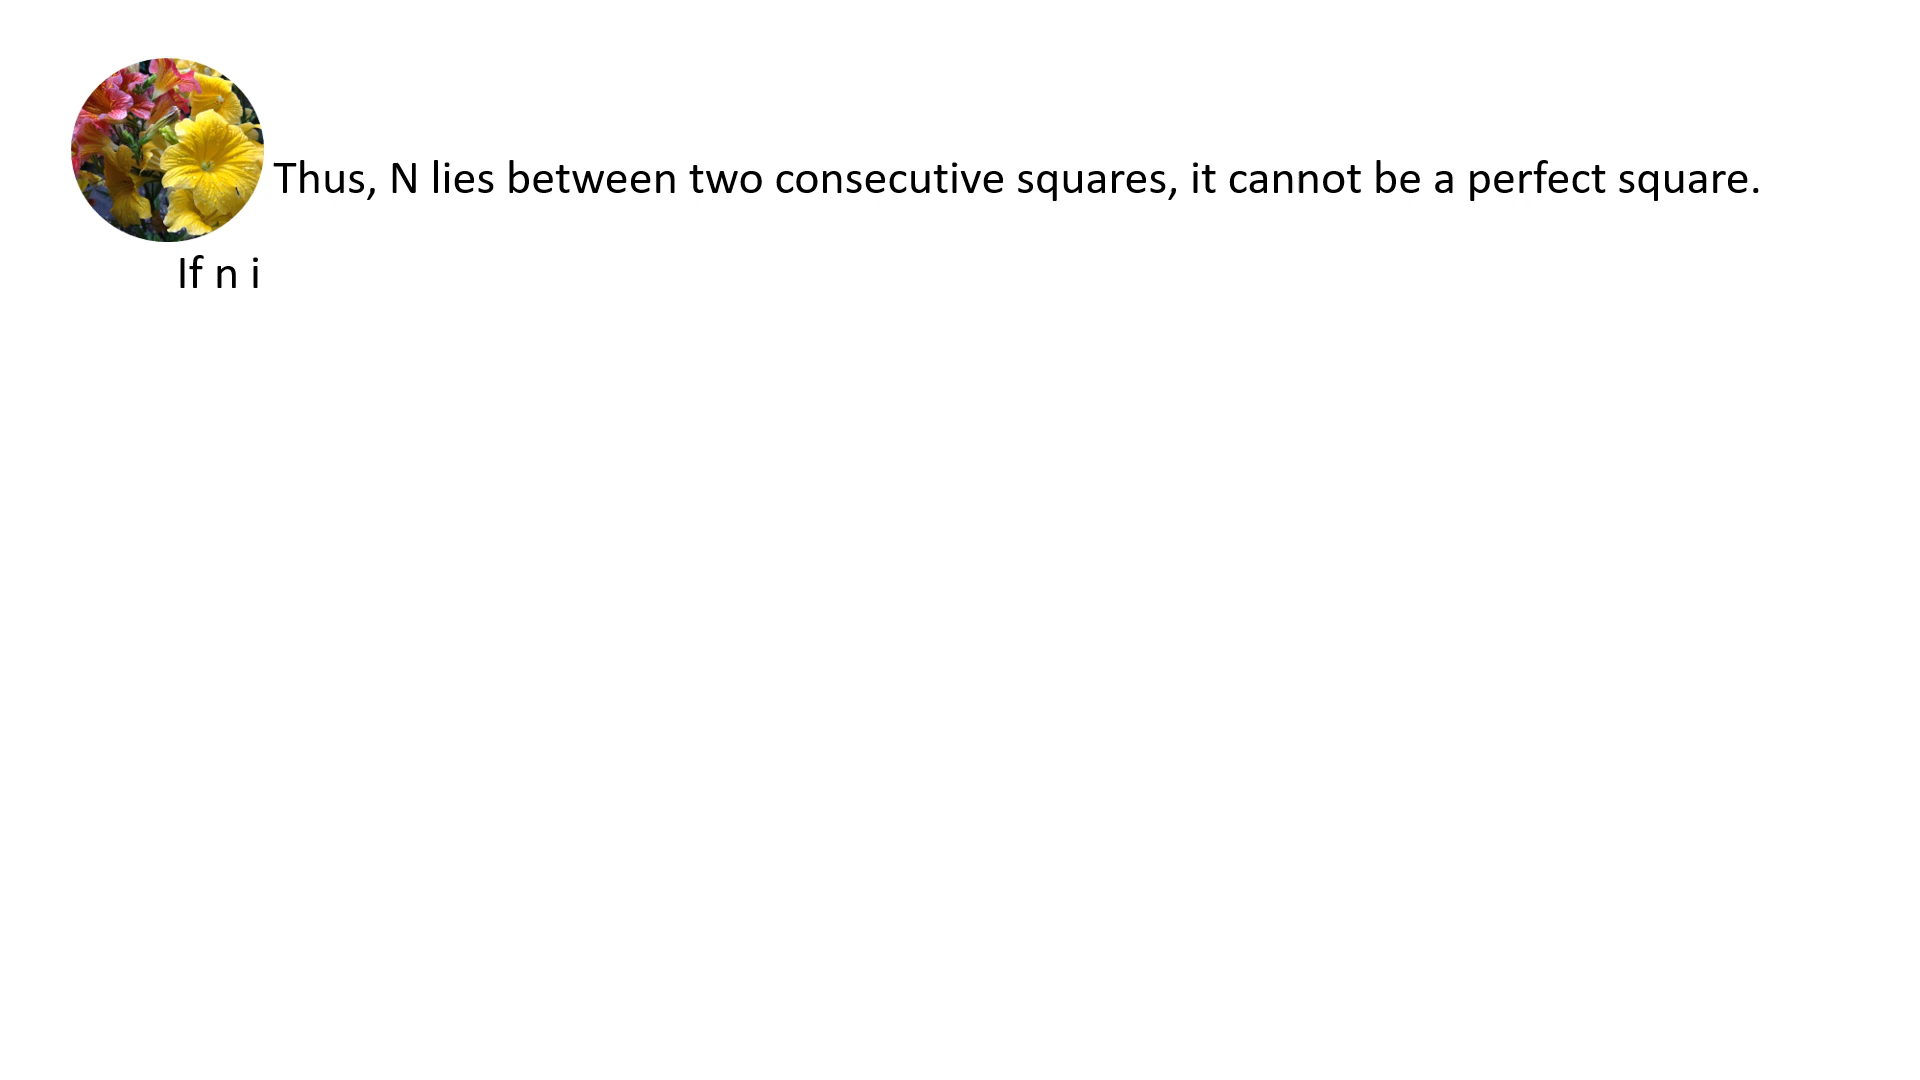 Thus, N lies between two consecutive squares, it cannot be a perfect square.
If n i